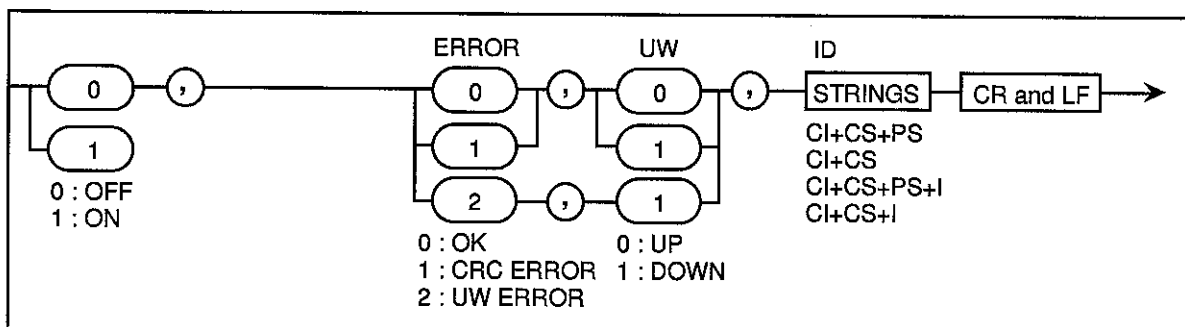 ERROR UW ID
0 , 0 , 0 , STRINGS CR and LF
1 1 1 CI+CS+PS
0 : OFF 2 , 1 CI+CS
1 : ON CI+CS+PS+I
CI+CS+I
0 : OK 0 : UP
1 : CRC ERROR 1 : DOWN
2 : UW ERROR